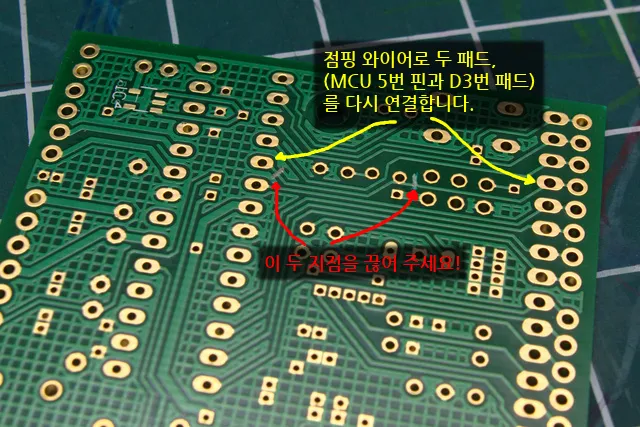 점핑 와이어로 두 패드,
(MCU 5번 핀과 D3번 패드)
를 다시 연결합니다.
이 두 지점을 끊여 주세요!